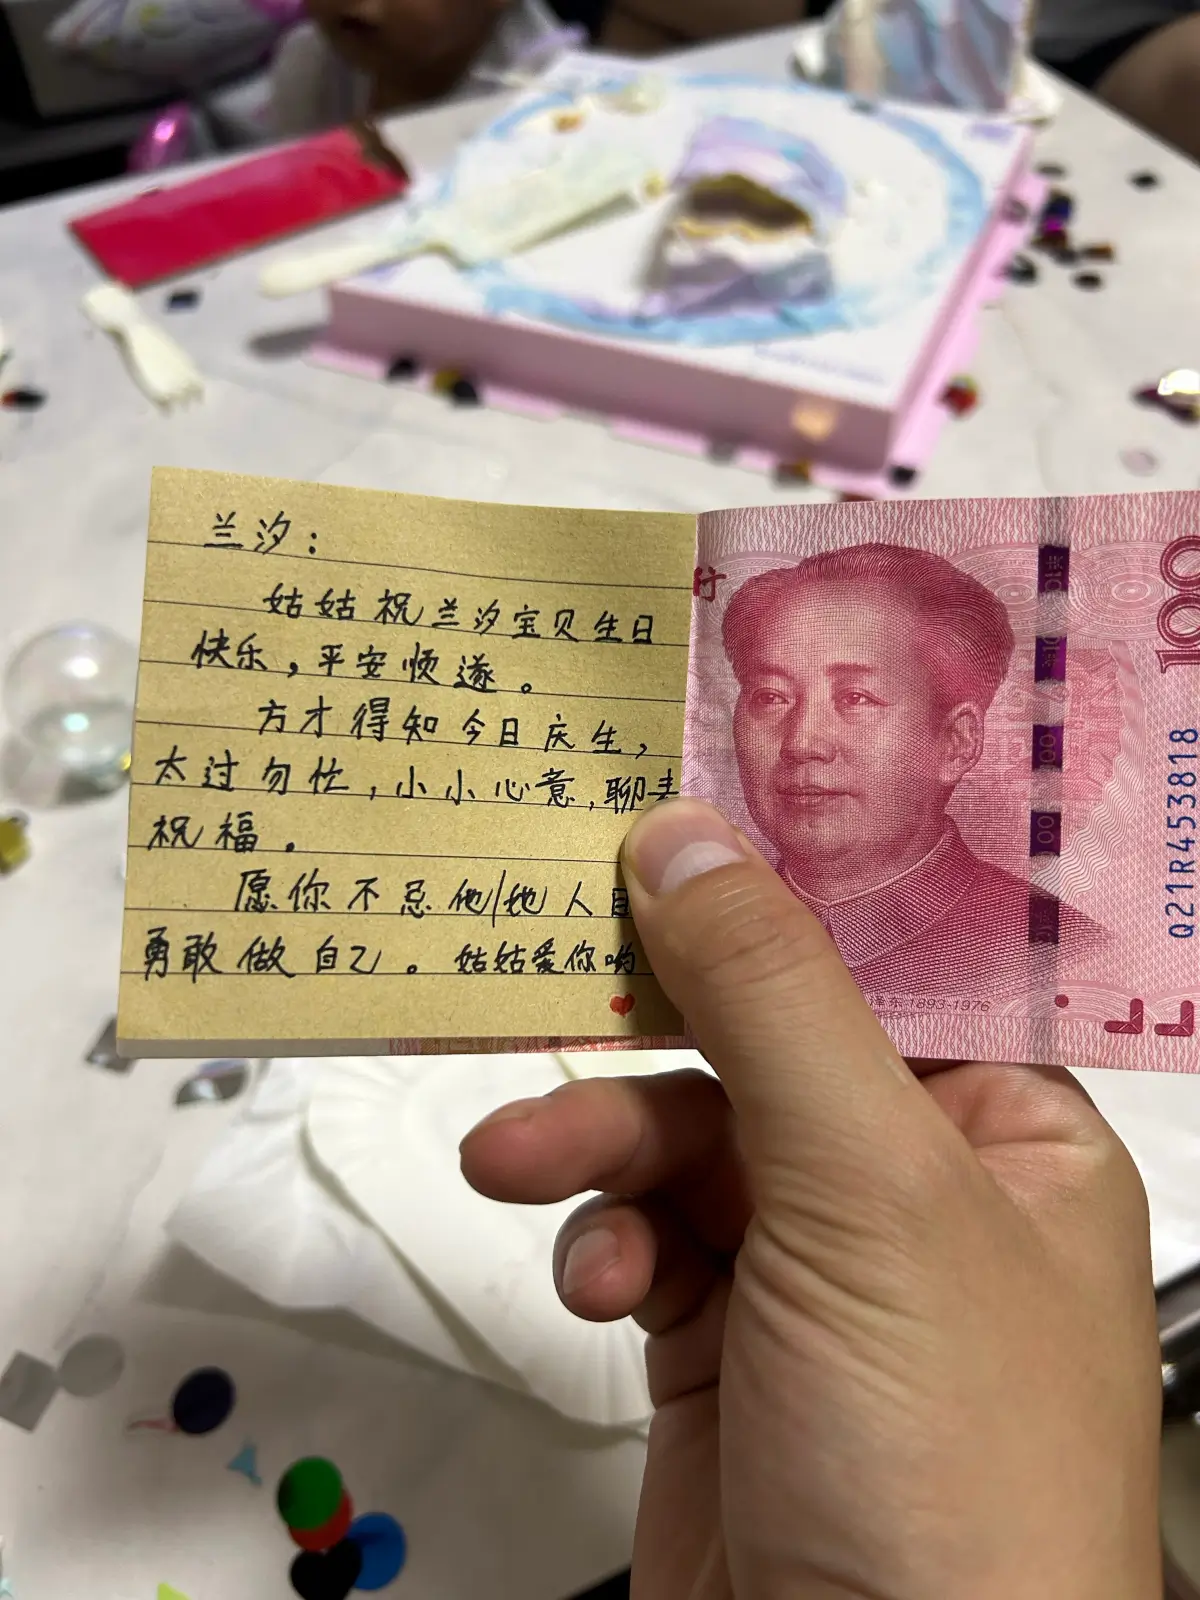 兰汐：
姑姑祝兰汐宝贝生日
快乐，平安顺遂。
方才得知今日庆生，
太过匆忙，小小心意，聊表
祝福。
愿你不忌他/她人目
勇敢做自己。姑姑爱你哟
行
100
Q21R453818
泽东 1893-1976